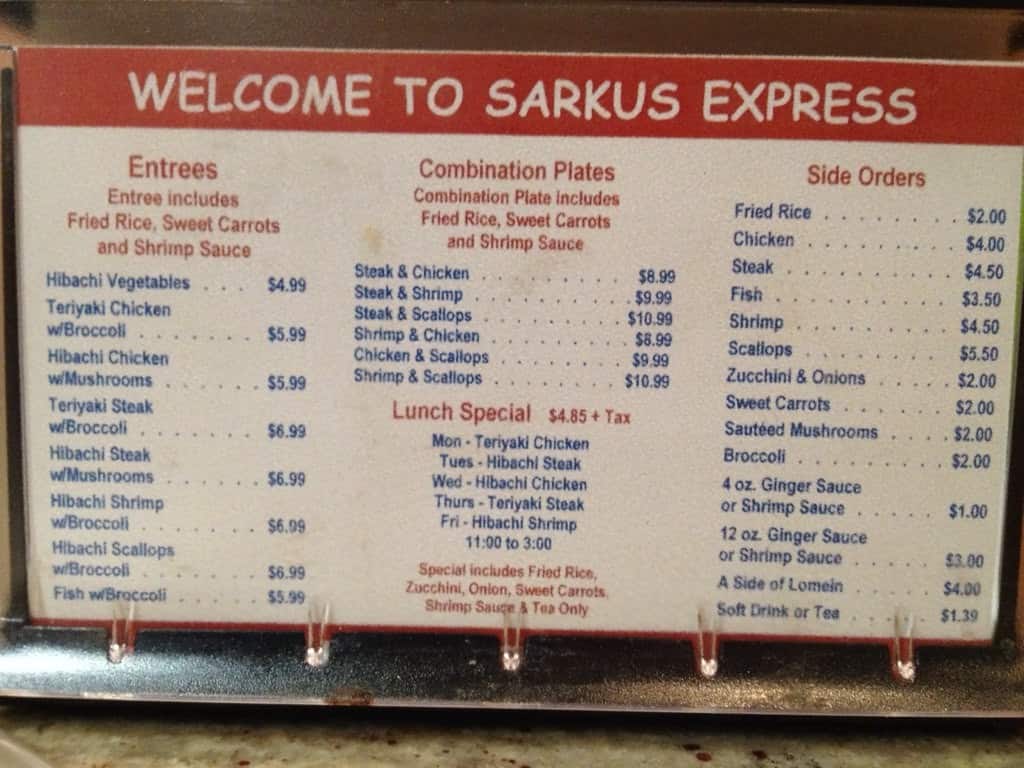 WELCOME TO SARKUS EXPRESS
Entrees
Entree includes
Fried Rice, Sweet Carrots
and Shrimp Sauce
Hibachi Vegetables . . . $4.99
Teriyaki Chicken
w/Broccoli . . . . . . . $5.99
Hibachi Chicken
w/Mushrooms . . . . . . $5.99
Teriyaki Steak
w/Broccoli . . . . . . . $6.99
Hibachi Steak
w/Mushrooms . . . . . . $6.99
Hibachi Shrimp
w/Broccoli . . . . . . . $6.99
Hibachi Scallops
w/Broccoli . . . . . . . $6.99
Fish w/Broccoli . . . . . $5.99
Combination Plates
Combination Plate includes
Fried Rice, Sweet Carrots
and Shrimp Sauce
Steak & Chicken . . . . . . . . . $8.99
Steak & Shrimp . . . . . . . . . . $9.99
Steak & Scallops . . . . . . . . . $10.99
Shrimp & Chicken . . . . . . . . $8.99
Chicken & Scallops . . . . . . . $9.99
Shrimp & Scallops . . . . . . . . $10.99
Lunch Special $4.85 + Tax
Mon - Teriyaki Chicken
Tues - Hibachi Steak
Wed - Hibachi Chicken
Thurs - Teriyaki Steak
Fri - Hibachi Shrimp
11:00 to 3:00
Special includes Fried Rice,
Zucchini, Onion, Sweet Carrots,
Shrimp Sauce & Tea Only
Side Orders
Fried Rice . . . . . . . . $2.00
Chicken . . . . . . . . . $4.00
Steak . . . . . . . . . . $4.50
Fish . . . . . . . . . . . $3.50
Shrimp . . . . . . . . . $4.50
Scallops . . . . . . . . . $5.50
Zucchini & Onions . . . . . $2.00
Sweet Carrots . . . . . . $2.00
Sautéed Mushrooms . . . . $2.00
Broccoli . . . . . . . . . $2.00
4 oz. Ginger Sauce
or Shrimp Sauce . . . . . $1.00
12 oz. Ginger Sauce
or Shrimp Sauce . . . . . $3.00
A Side of Lomein . . . . . $4.00
Soft Drink or Tea . . . . . $1.39